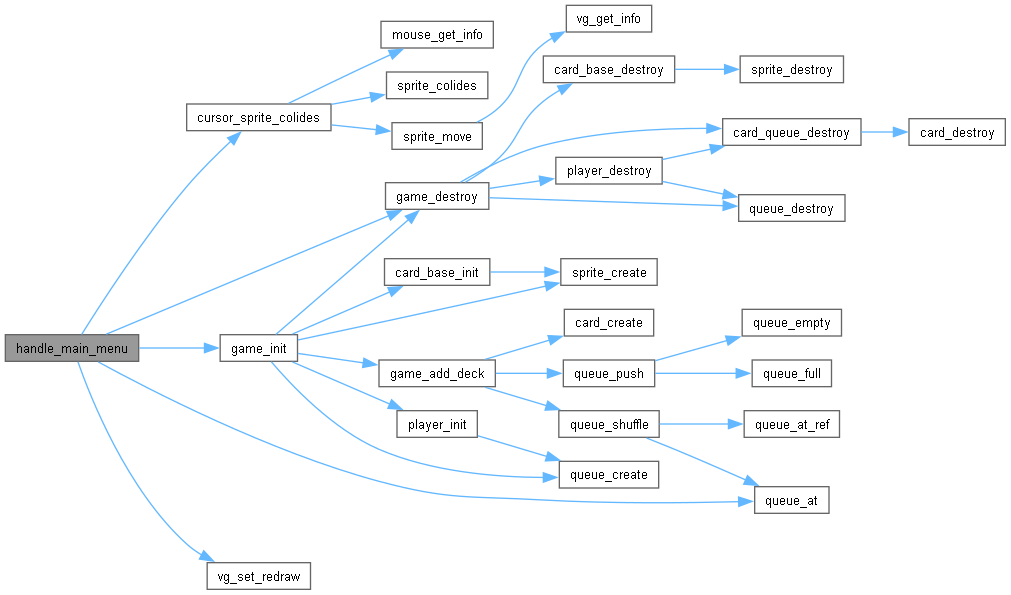 vg_get_info
mouse_get_info
card_base_destroy
sprite_destroy
sprite_colides
cursor_sprite_colides
sprite_move
card_queue_destroy
card_destroy
player_destroy
game_destroy
queue_destroy
card_base_init
sprite_create
card_create
queue_empty
handle_main_menu
game_init
game_add_deck
queue_push
queue_full
player_init
queue_shuffle
queue_at_ref
queue_create
queue_at
vg_set_redraw